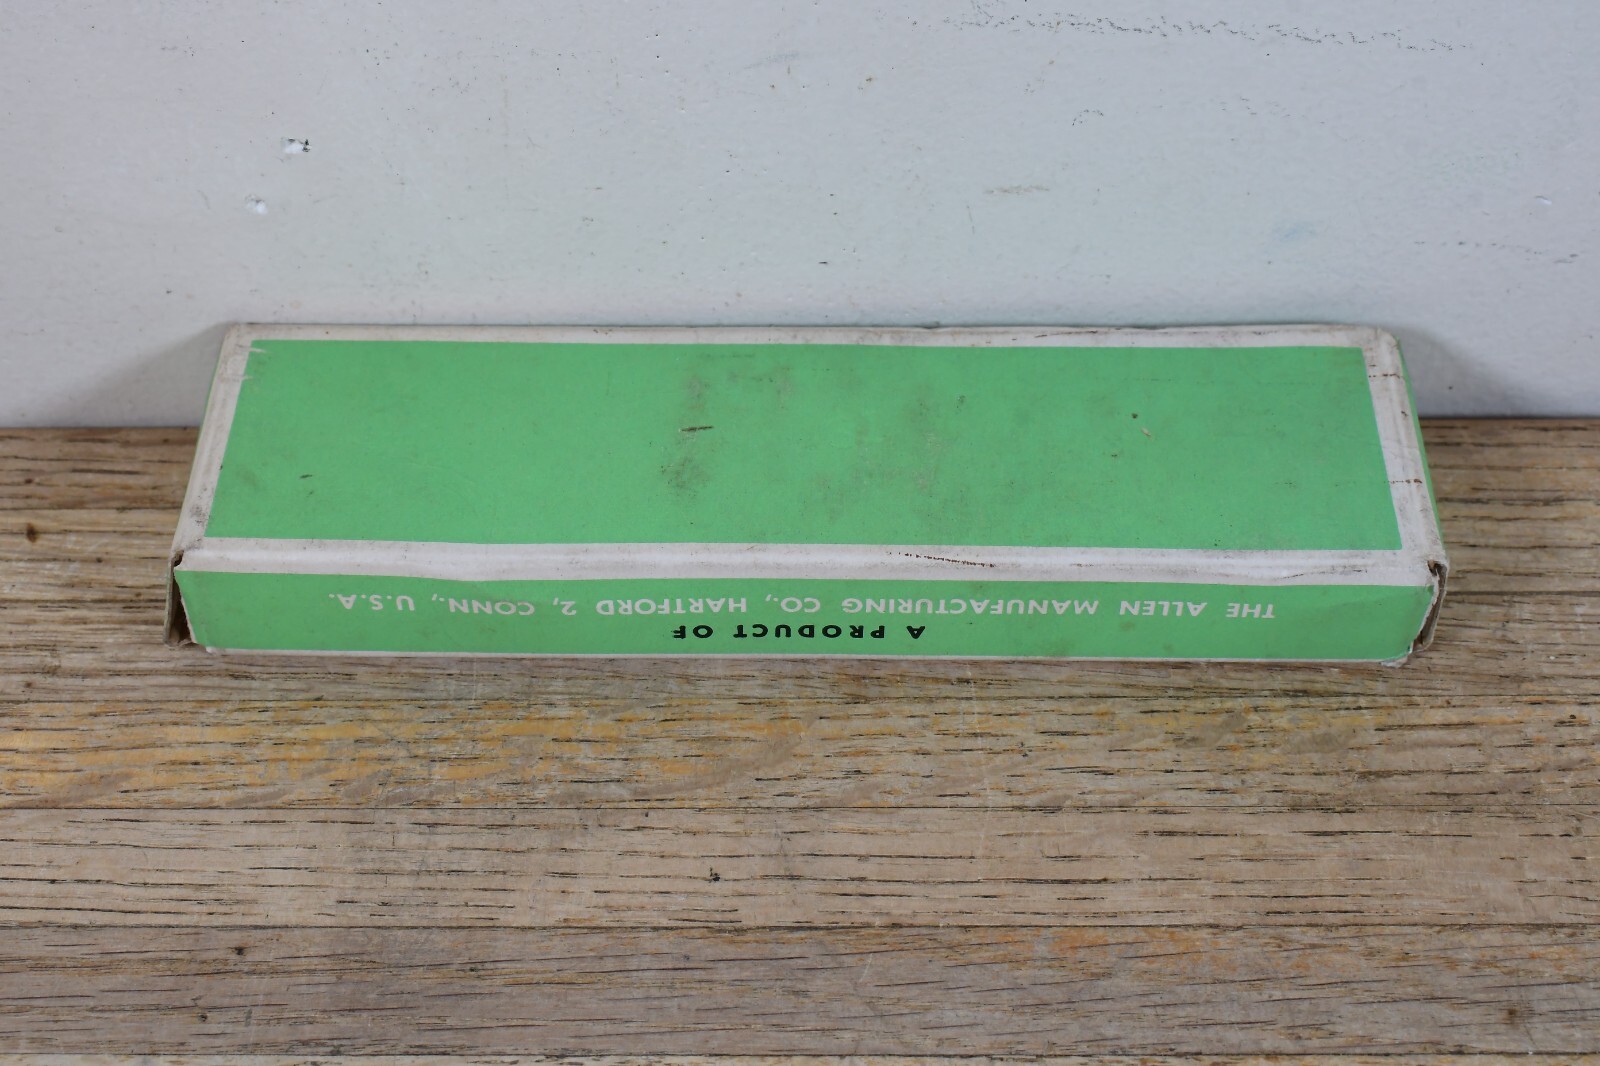 A PRODUCT OF
THE ALLEN MANUFACTURING CO., HARTFORD 2, CONN., U.S.A.